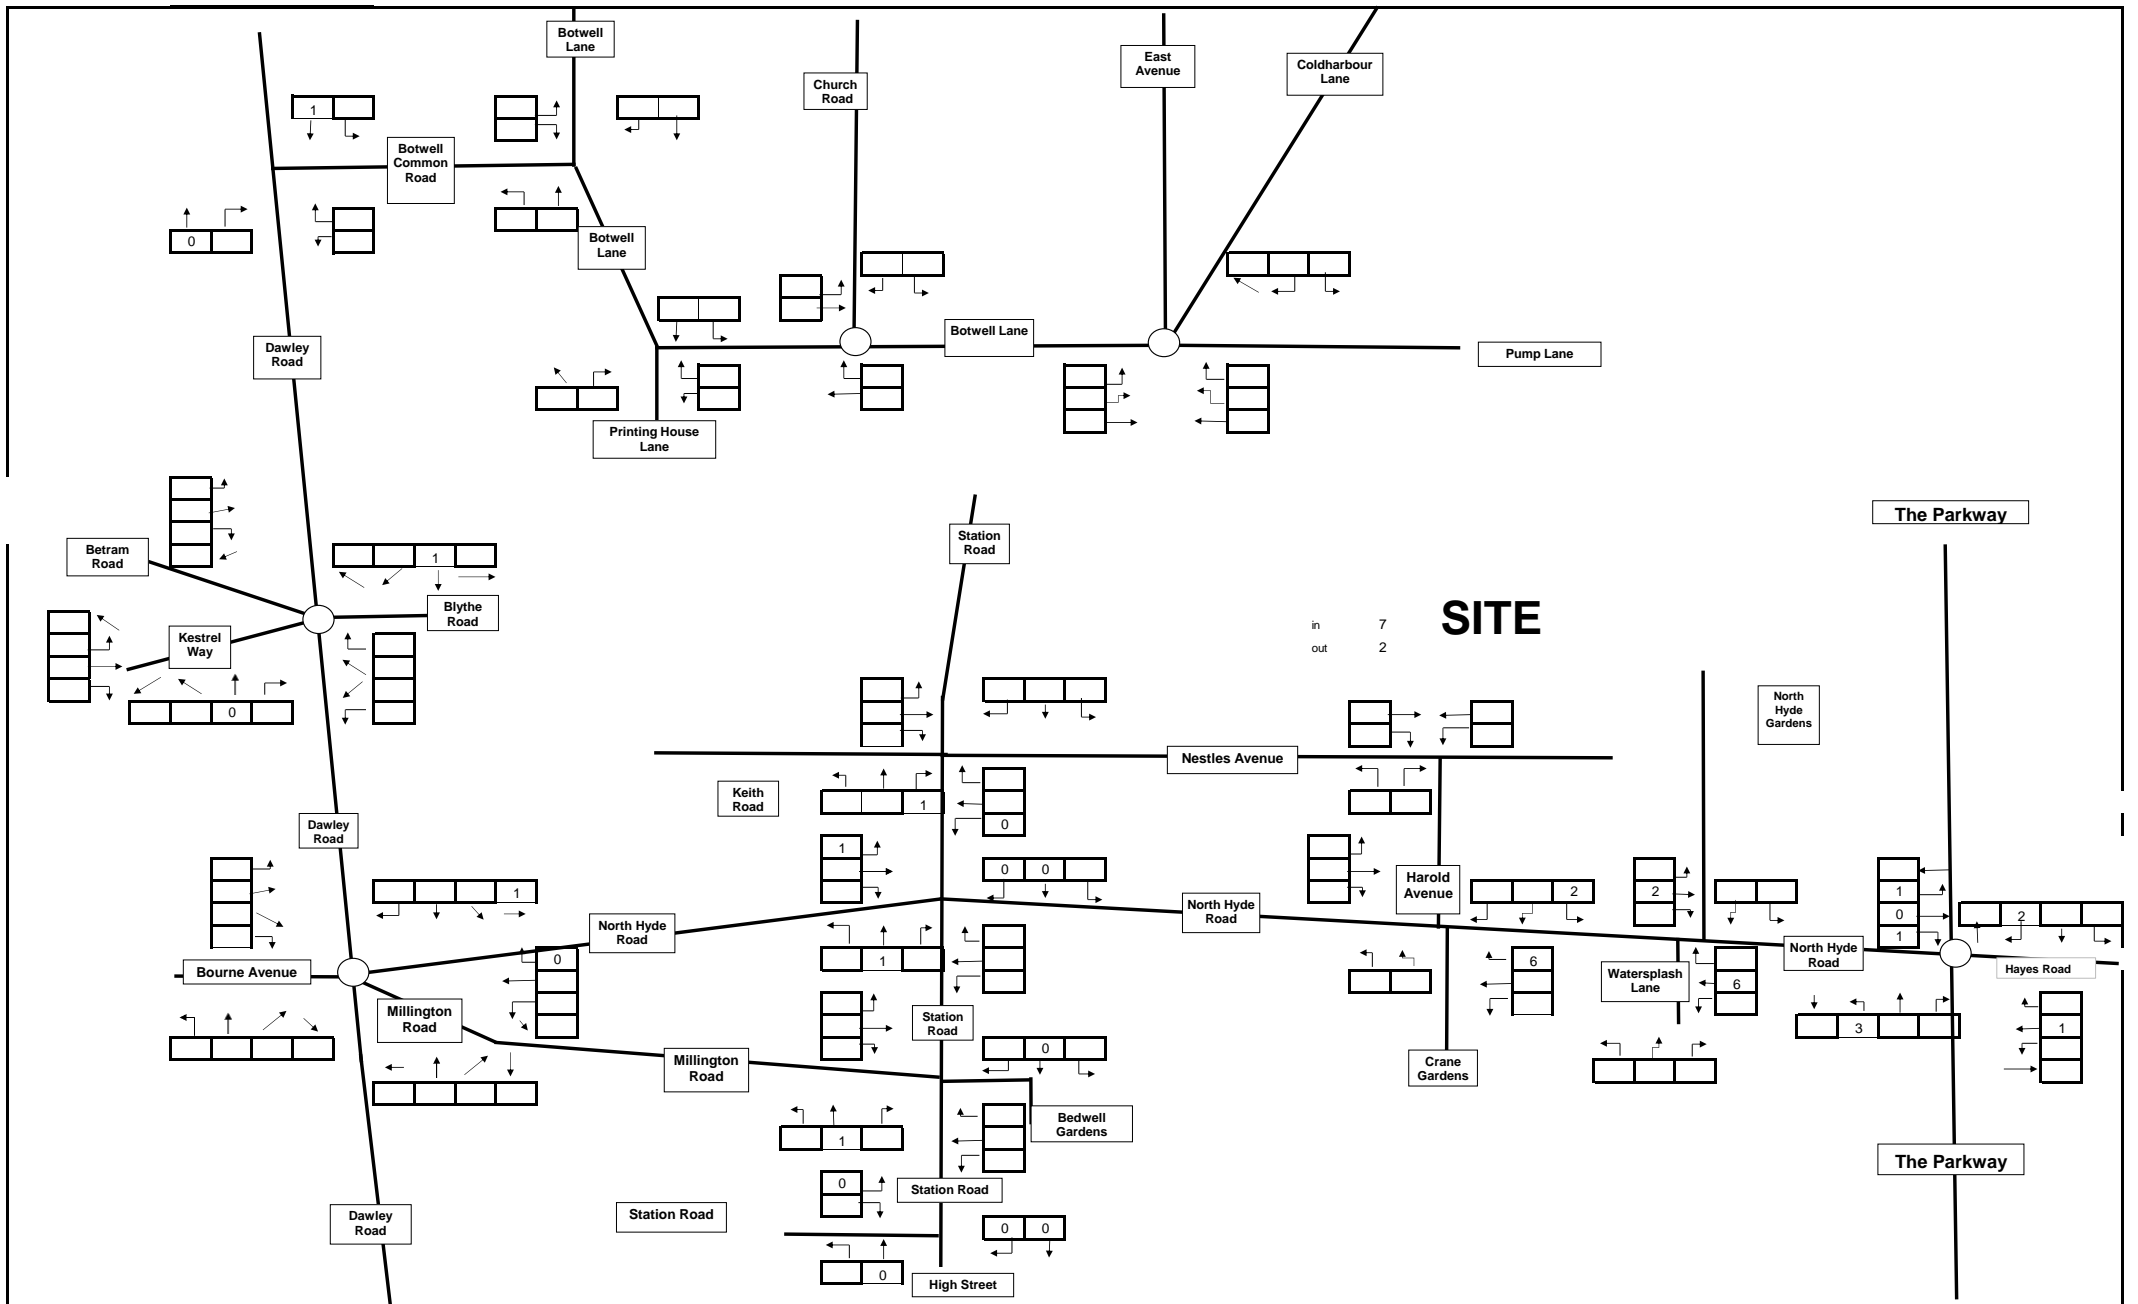 Botwell
Lane
East
Avenue
Coldharbour
Lane
Church
Road
1
Botwell
Common
Road
0
Botwell
Lane
Botwell Lane
Dawley
Road
Pump Lane
Printing House
Lane
The Parkway
Station
Road
Betram
Road
1
Blythe
Road
SITE
in 7
out 2
Kestrel
Way
0
North
Hyde
Gardens
Nestles Avenue
Keith
Road
1
0
Dawley
Road
1
0 0
Harold
Avenue
2
2
1
0
1
2
1
North Hyde
Road
North Hyde
Road
North Hyde
Road
0
1
6
Watersplash
Lane
6
Hayes Road
Bourne Avenue
Millington
Road
Station
Road
3
1
0
Millington
Road
Crane
Gardens
1
Bedwell
Gardens
The Parkway
0
Station Road
Station Road
Dawley
Road
0 0
0
High Street